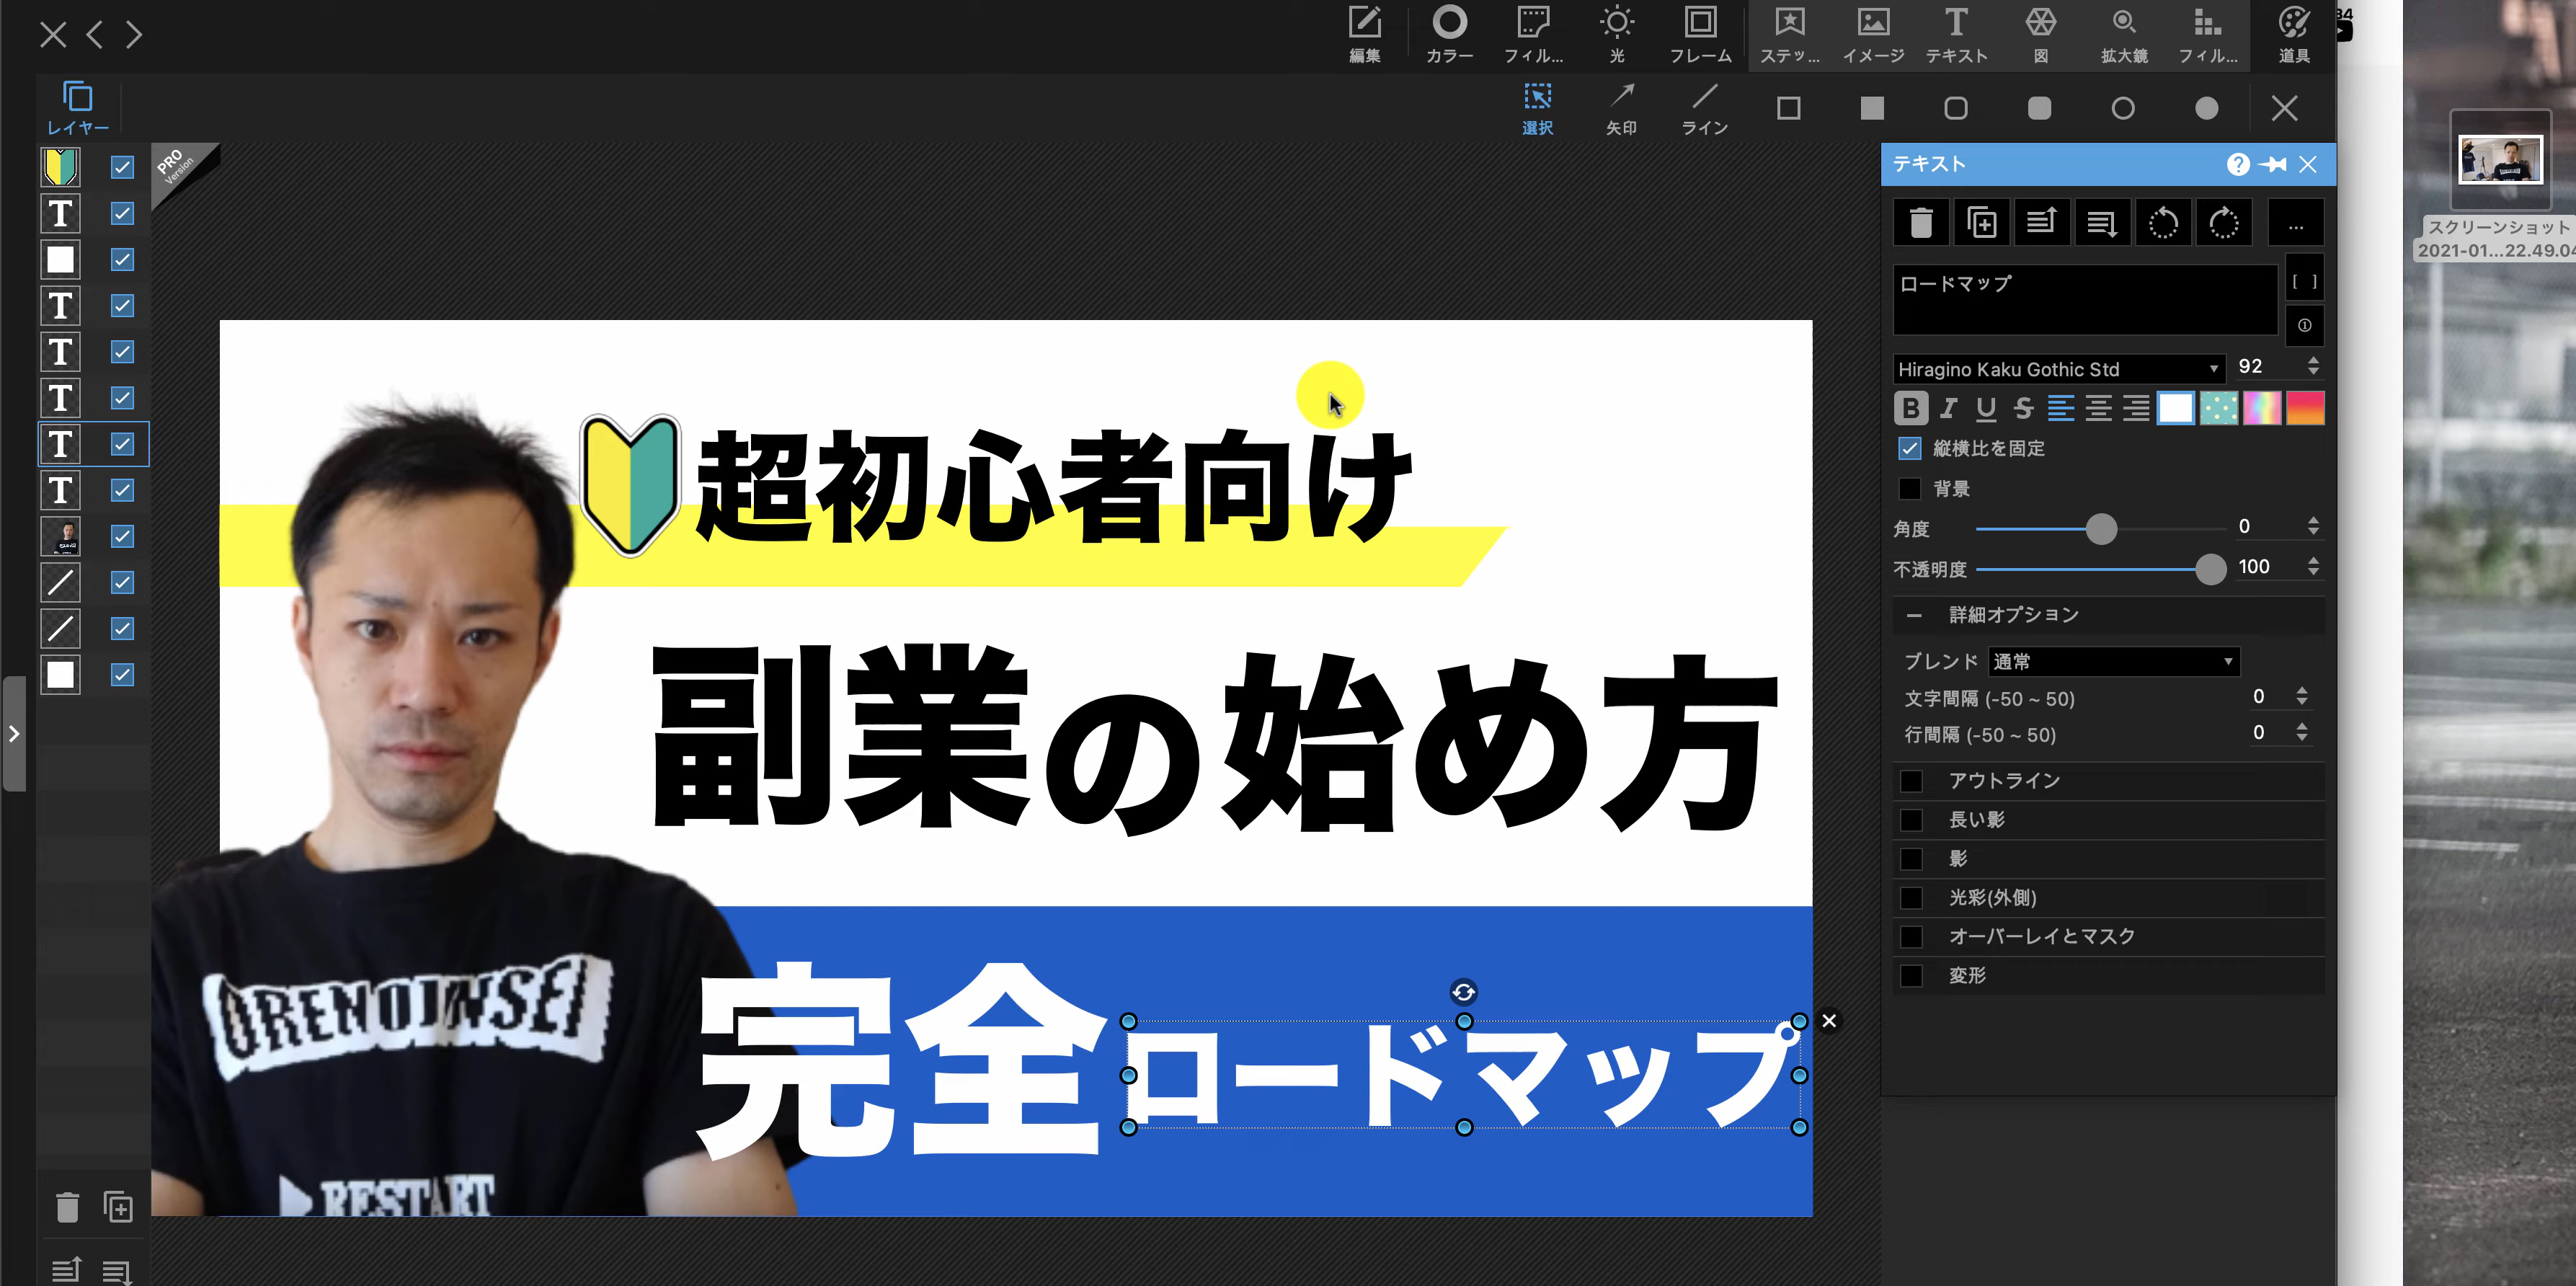 編集
カラー
フィル...
光
フレーム
ステッ...
イメージ
テキスト
図
拡大鏡
フィル...
道具
レイヤー
選択
矢印
ライン
PRO
Version
テキスト
?
...
ロードマップ
[ ]
①
Hiragino Kaku Gothic Std
92
B I U S
縦横比を固定
背景
角度
0
不透明度
100
詳細オプション
ブレンド
通常
文字間隔 (-50 ~ 50)
0
行間隔 (-50 ~ 50)
0
アウトライン
長い影
影
光彩(外側)
オーバーレイとマスク
変形
T
T
T
T
T
T
超初心者向け
副業の始め方
完全ロードマップ
RESTART
スクリーンショット
2021-01...22.49.04